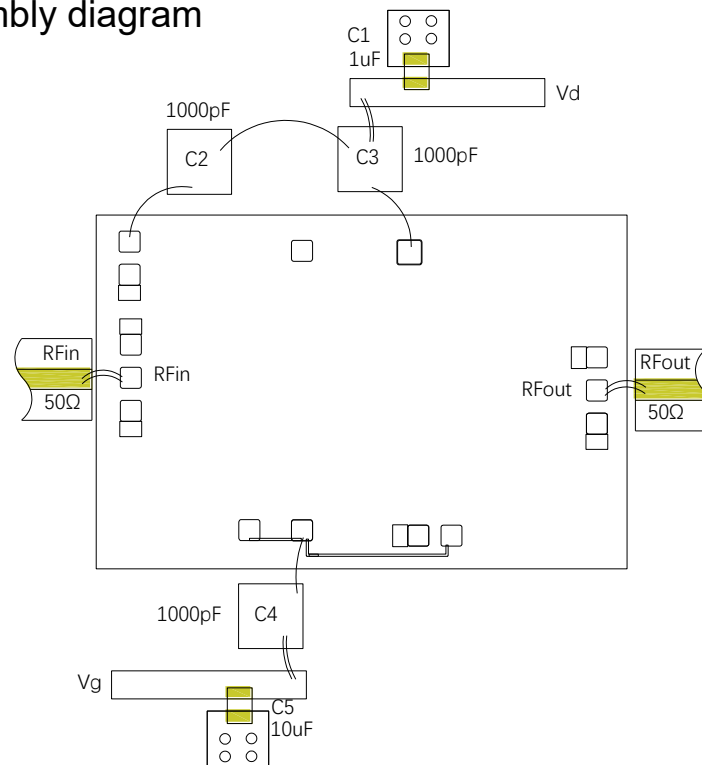 mbly diagram
C1
1uF
Vd
1000pF
C2
C3
1000pF
RFin
50Ω
RFin
RFout
RFout
50Ω
1000pF
C4
Vg
C5
10uF